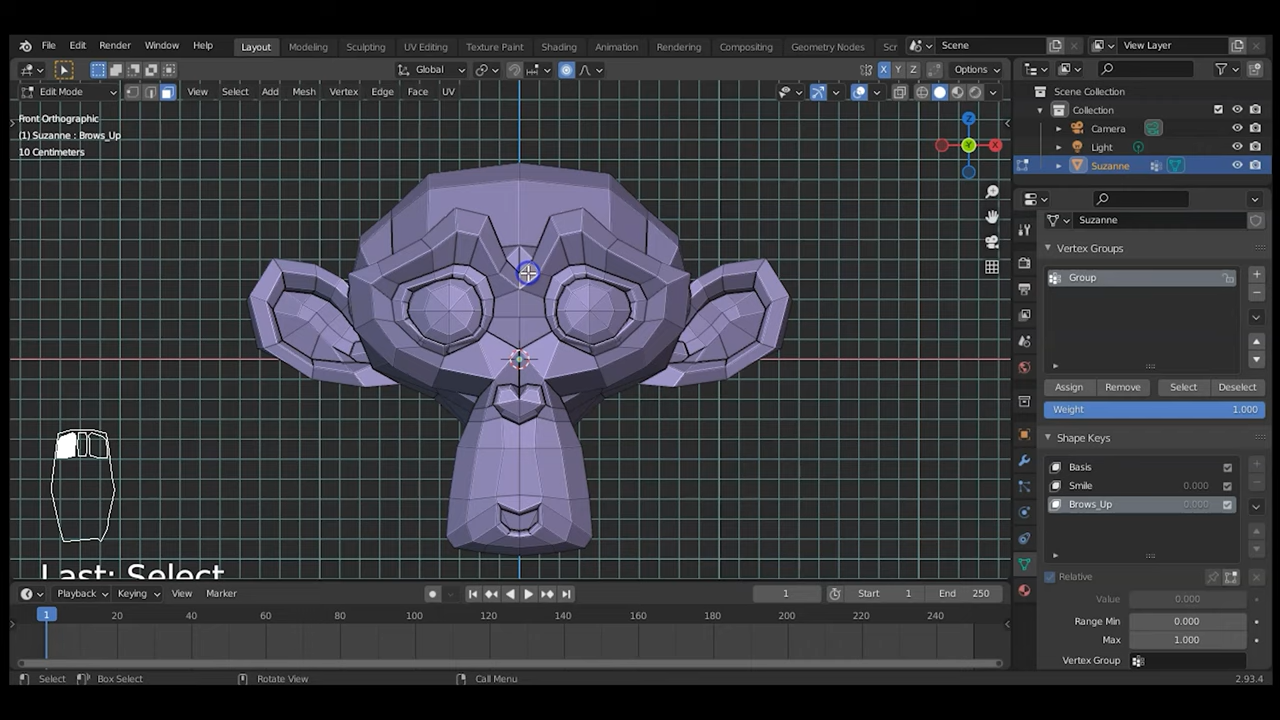 File Edit Render Window Help Layout Modeling Sculpting UV Editing Texture Paint Shading Animation Rendering Compositing Geometry Nodes Scr Scene View Layer
Global X Y Z Options
Edit Mode View Select Add Mesh Vertex Edge Face UV
Front Orthographic
(1) Suzanne : Brows_Up
10 Centimeters
Z
Y X
Last: Select
Scene Collection
Collection
Camera
Light
Suzanne
Suzanne
Vertex Groups
Group
Assign Remove Select Deselect
Weight 1.000
Shape Keys
Basis
Smile 0.000
Brows_Up 0.000
Relative
Value 0.000
Range Min 0.000
Max 1.000
Vertex Group
Playback Keying View Marker 1 Start 1 End 250
1 20 40 60 80 100 120 140 160 180 200 220 240
Select Box Select Rotate View Call Menu 2.93.4